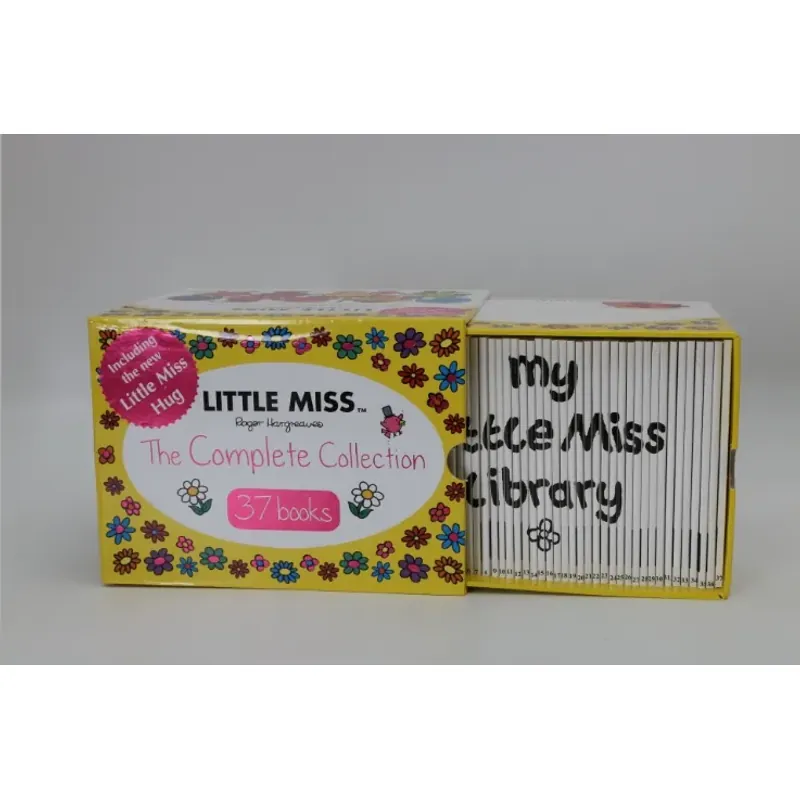 Including
the new
Little Miss
Hug
LITTLE MISS™
Roger Hargreaves
The Complete Collection
37 books
my
ttle Miss
Library